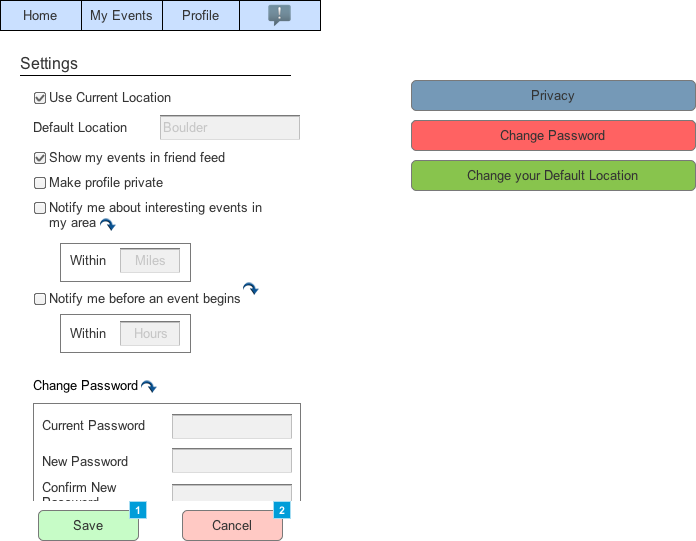 Home
My Events
Profile
!
Settings
Use Current Location
Default Location
Boulder
Show my events in friend feed
Make profile private
Notify me about interesting events in
my area
Within
Miles
Notify me before an event begins
Within
Hours
Change Password
Current Password
New Password
Confirm New
Password
1
Save
2
Cancel
Privacy
Change Password
Change your Default Location